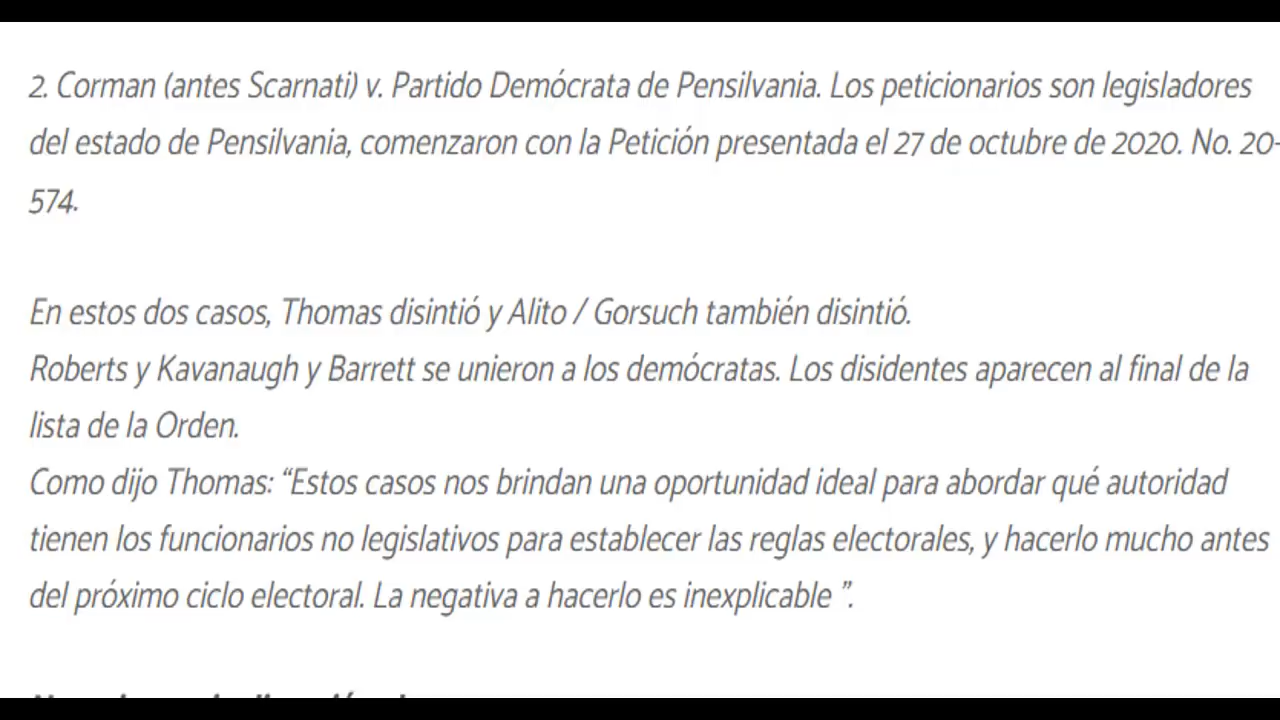 2. Corman (antes Scarnati) v. Partido Demócrata de Pensilvania. Los peticionarios son legisladores
del estado de Pensilvania, comenzaron con la Petición presentada el 27 de octubre de 2020. No. 20-
574.
En estos dos casos, Thomas disintió y Alito / Gorsuch también disintió.
Roberts y Kavanaugh y Barrett se unieron a los demócratas. Los disidentes aparecen al final de la
lista de la Orden.
Como dijo Thomas: “Estos casos nos brindan una oportunidad ideal para abordar qué autoridad
tienen los funcionarios no legislativos para establecer las reglas electorales, y hacerlo mucho antes
del próximo ciclo electoral. La negativa a hacerlo es inexplicable ”.